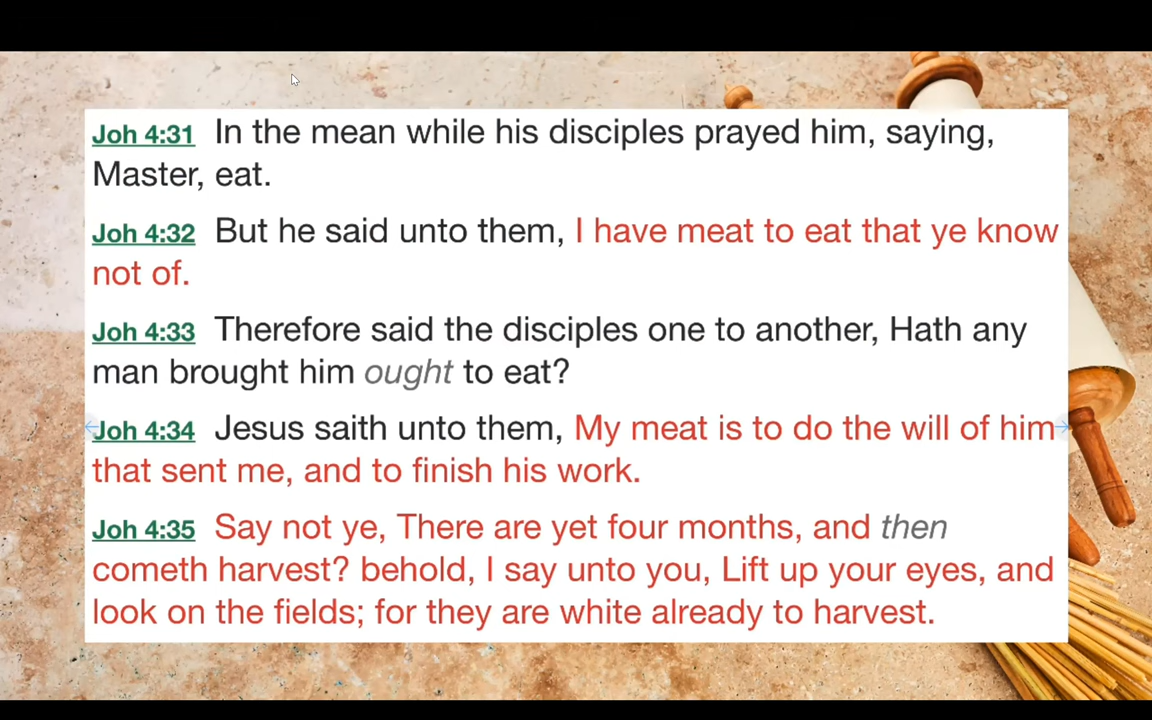 Joh 4:31 In the mean while his disciples prayed him, saying,
Master, eat.
Joh 4:32 But he said unto them, I have meat to eat that ye know
not of.
Joh 4:33 Therefore said the disciples one to another, Hath any
man brought him ought to eat?
Joh 4:34 Jesus saith unto them, My meat is to do the will of him
that sent me, and to finish his work.
Joh 4:35 Say not ye, There are yet four months, and then
cometh harvest? behold, I say unto you, Lift up your eyes, and
look on the fields; for they are white already to harvest.